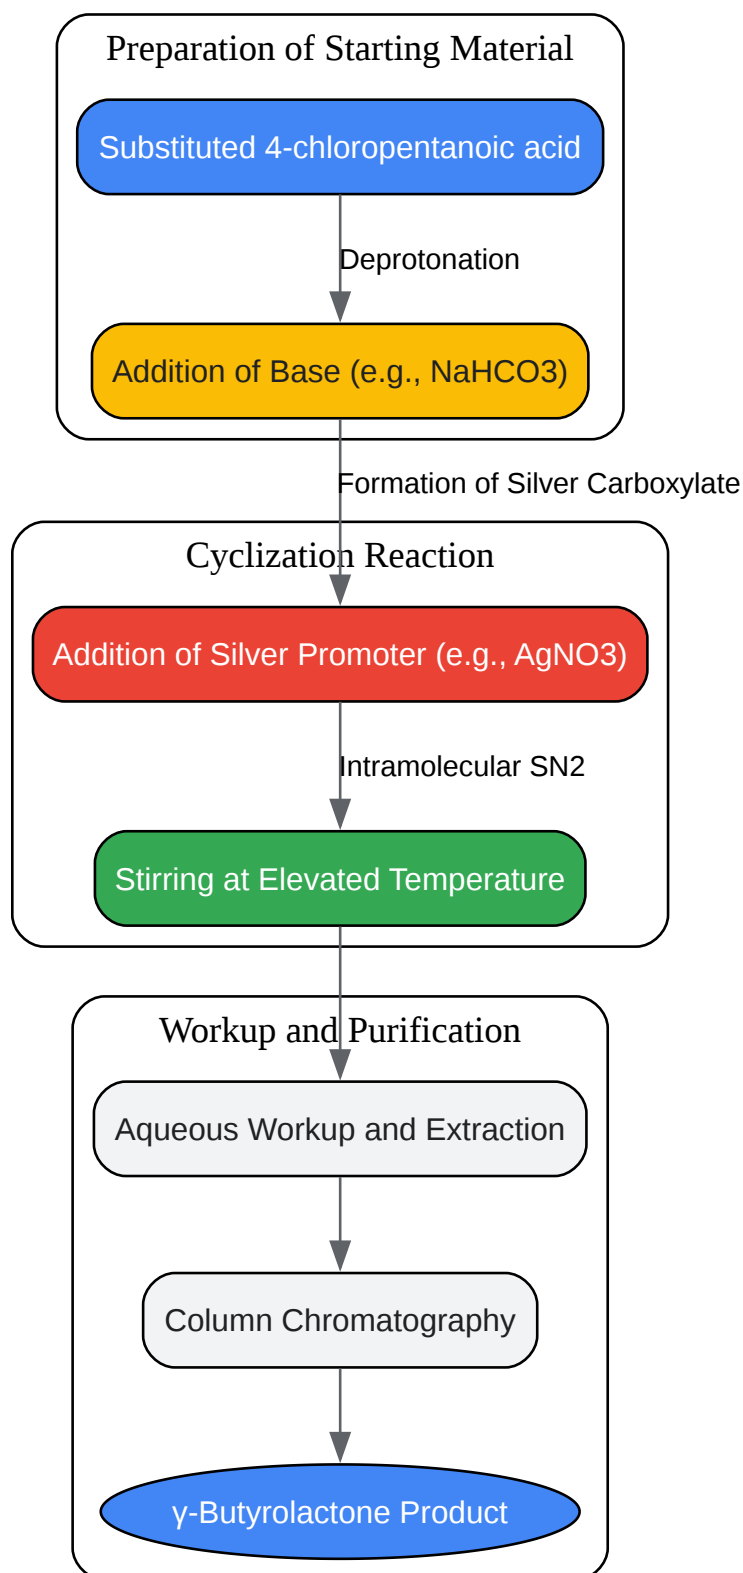 Preparation of Starting Material
Substituted 4-chloropentanoic acid
Deprotonation
Addition of Base (e.g., NaHCO3)
Formation of Silver Carboxylate
Cyclization Reaction
Addition of Silver Promoter (e.g., AgNO3)
Intramolecular SN2
Stirring at Elevated Temperature
Workup and Purification
Aqueous Workup and Extraction
Column Chromatography
γ-Butyrolactone Product